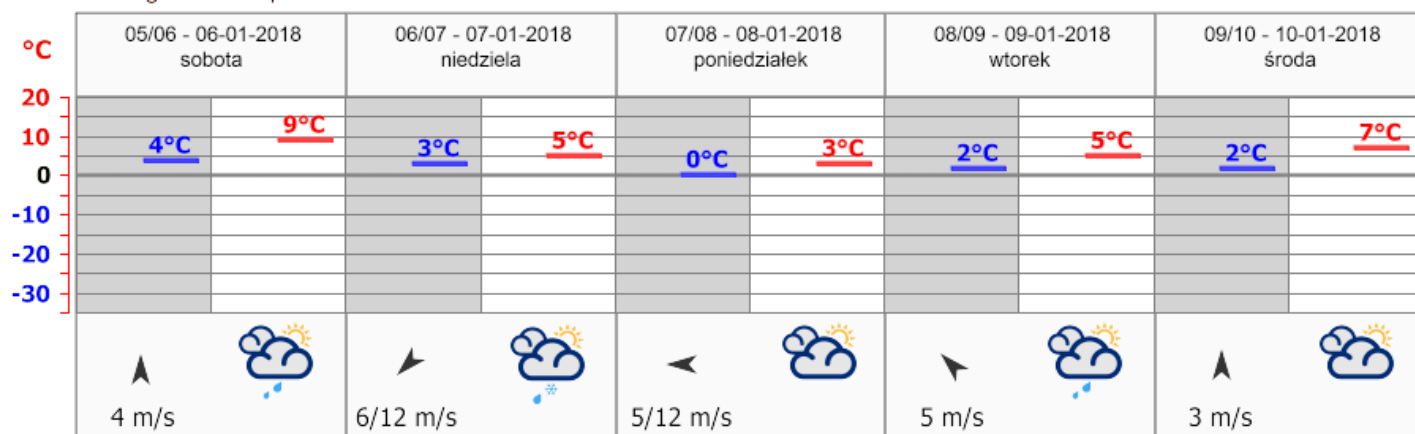 °C
05/06 - 06-01-2018
sobota
06/07 - 07-01-2018
niedziela
07/08 - 08-01-2018
poniedziałek
08/09 - 09-01-2018
wtorek
09/10 - 10-01-2018
środa
20
10
0
-10
-20
-30
4°C
9°C
3°C
5°C
0°C
3°C
2°C
5°C
2°C
7°C
4 m/s
6/12 m/s
5/12 m/s
5 m/s
3 m/s